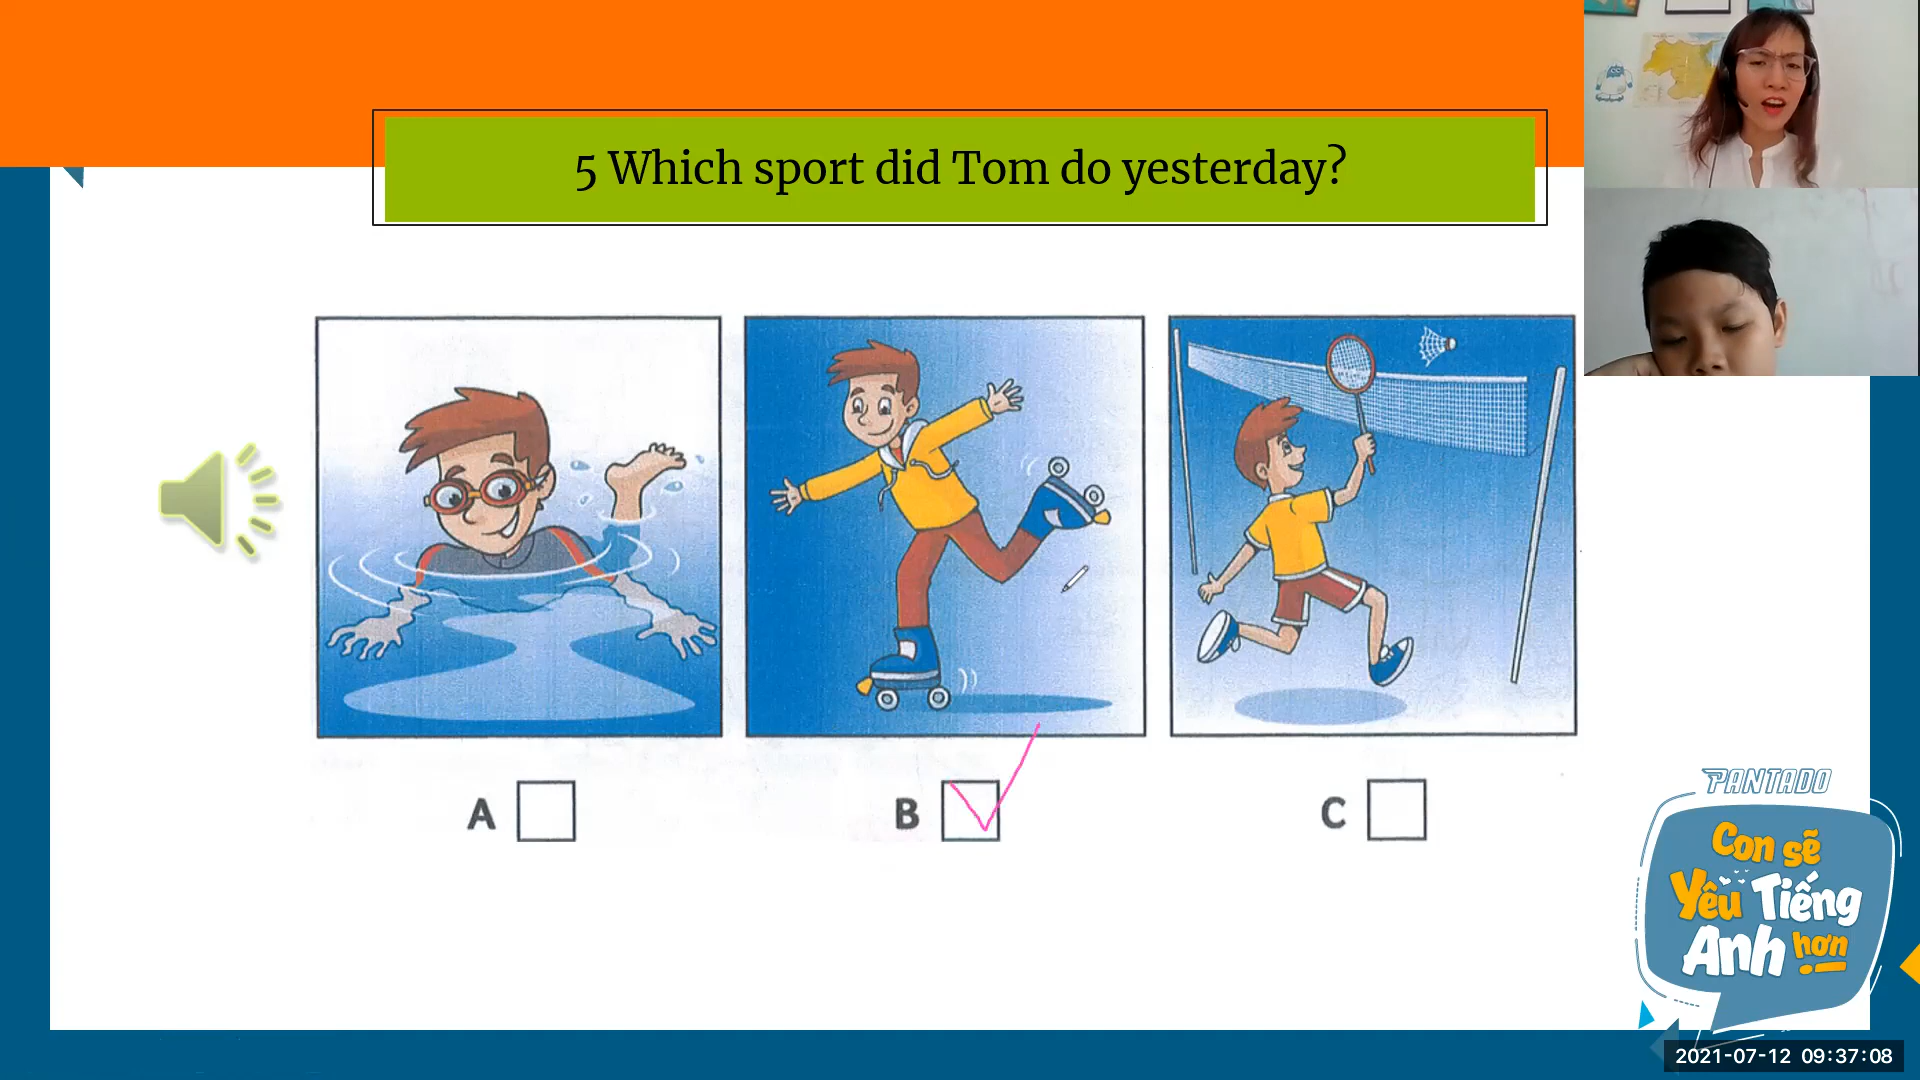 5 Which sport did Tom do yesterday?
A
B
C
PANTADO
Con sẽ
Yêu Tiếng
Anh hơn
2021-07-12 09:37:08